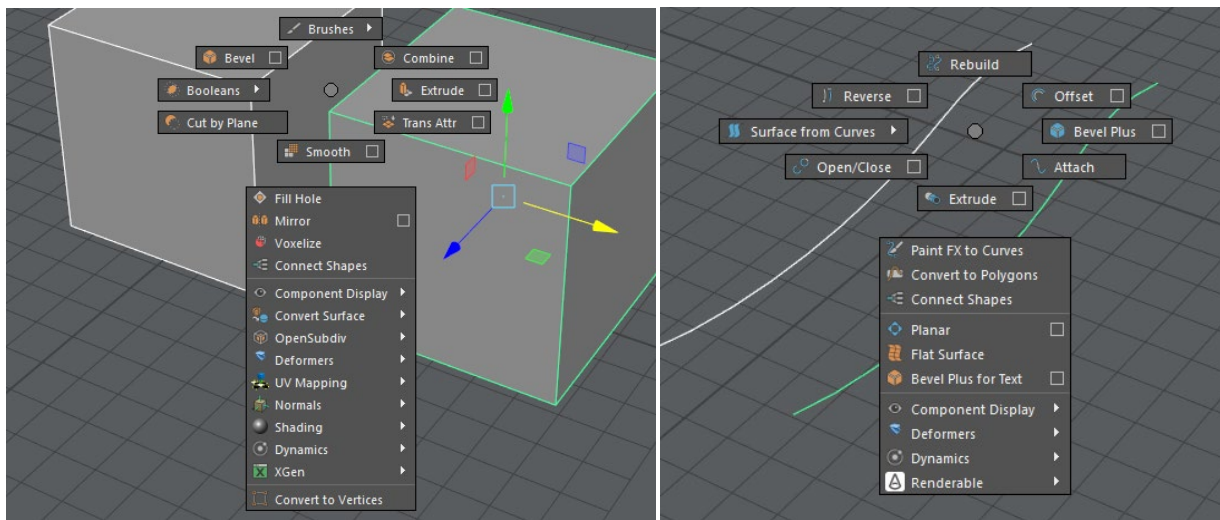 Brushes
Bevel
Combine
Booleans
Extrude
Cut by Plane
Trans Attr
Smooth
Fill Hole
Mirror
Voxelize
Connect Shapes
Component Display
Convert Surface
OpenSubdiv
Deformers
UV Mapping
Normals
Shading
Dynamics
XGen
Convert to Vertices
Rebuild
Reverse
Offset
Surface from Curves
Bevel Plus
Open/Close
Attach
Extrude
Paint FX to Curves
Convert to Polygons
Connect Shapes
Planar
Flat Surface
Bevel Plus for Text
Component Display
Deformers
Dynamics
Renderable